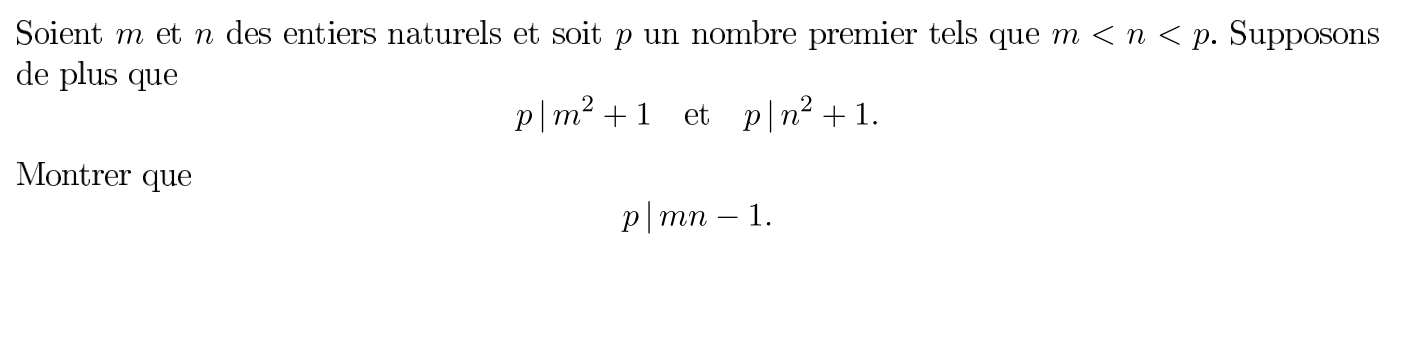 Soient m et n des entiers naturels et soit p un nombre premier tels que m < n < p. Supposons
de plus que
p | m² + 1 et p | n² + 1.
Montrer que
p | mn − 1.